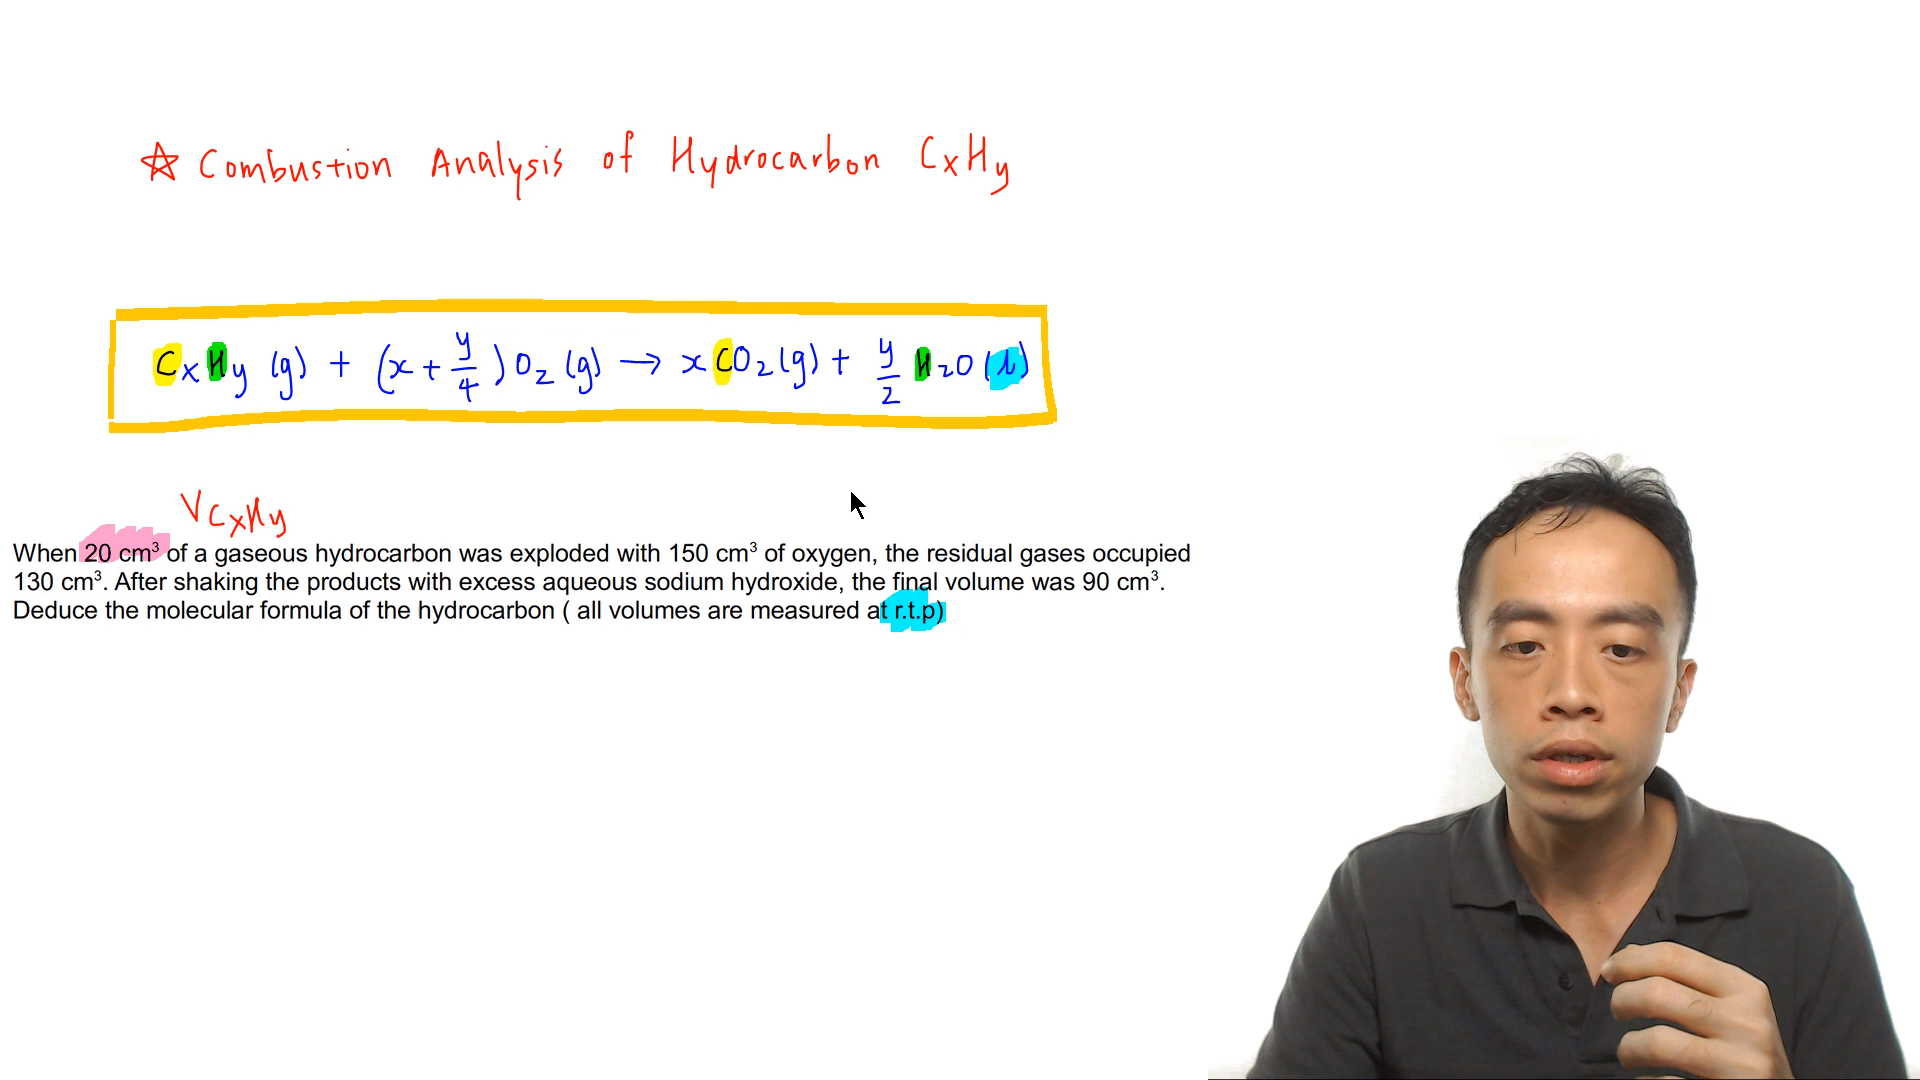 ☆ Combustion Analysis of Hydrocarbon CxHy
CxHy (g) + (x + y/4) O2 (g) → x CO2 (g) + y/2 H2O (l)
VCxHy
When 20 cm³ of a gaseous hydrocarbon was exploded with 150 cm³ of oxygen, the residual gases occupied
130 cm³. After shaking the products with excess aqueous sodium hydroxide, the final volume was 90 cm³.
Deduce the molecular formula of the hydrocarbon ( all volumes are measured at r.t.p)